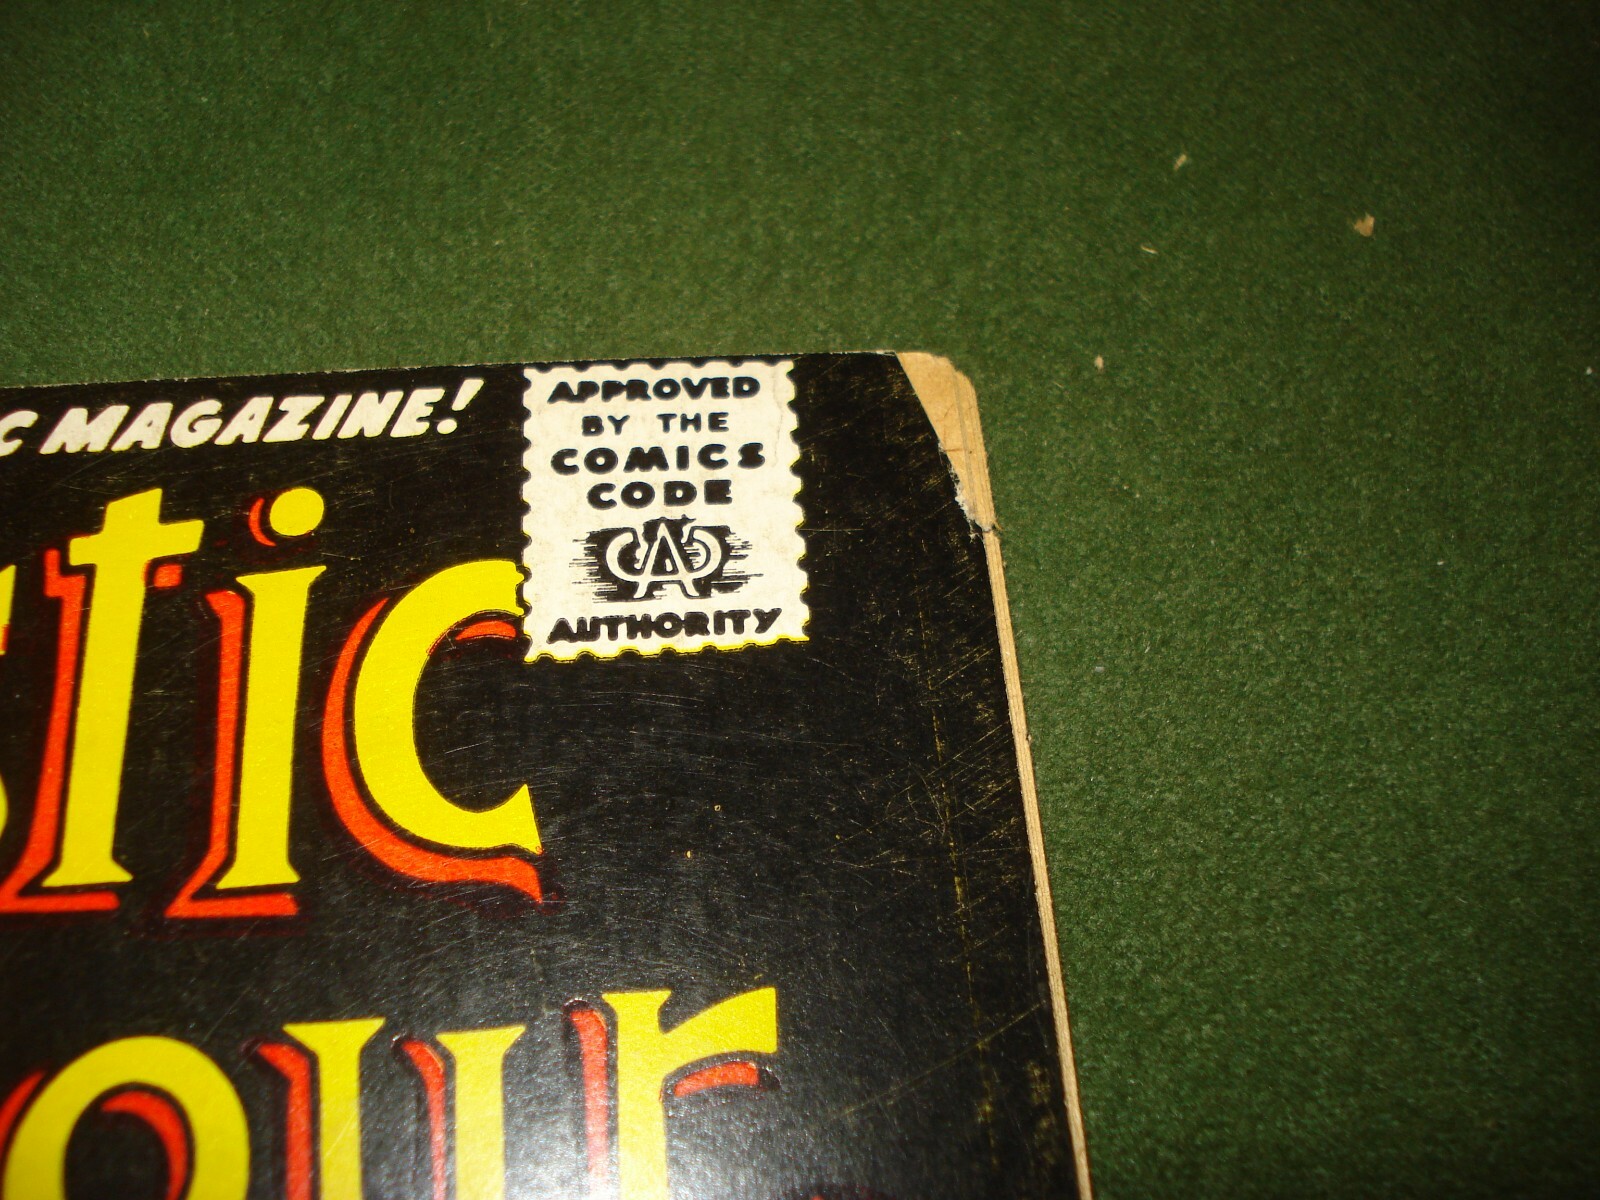 C MAGAZINE!
APPROVED
BY THE
COMICS
CODE
CA
AUTHORITY
stic
our